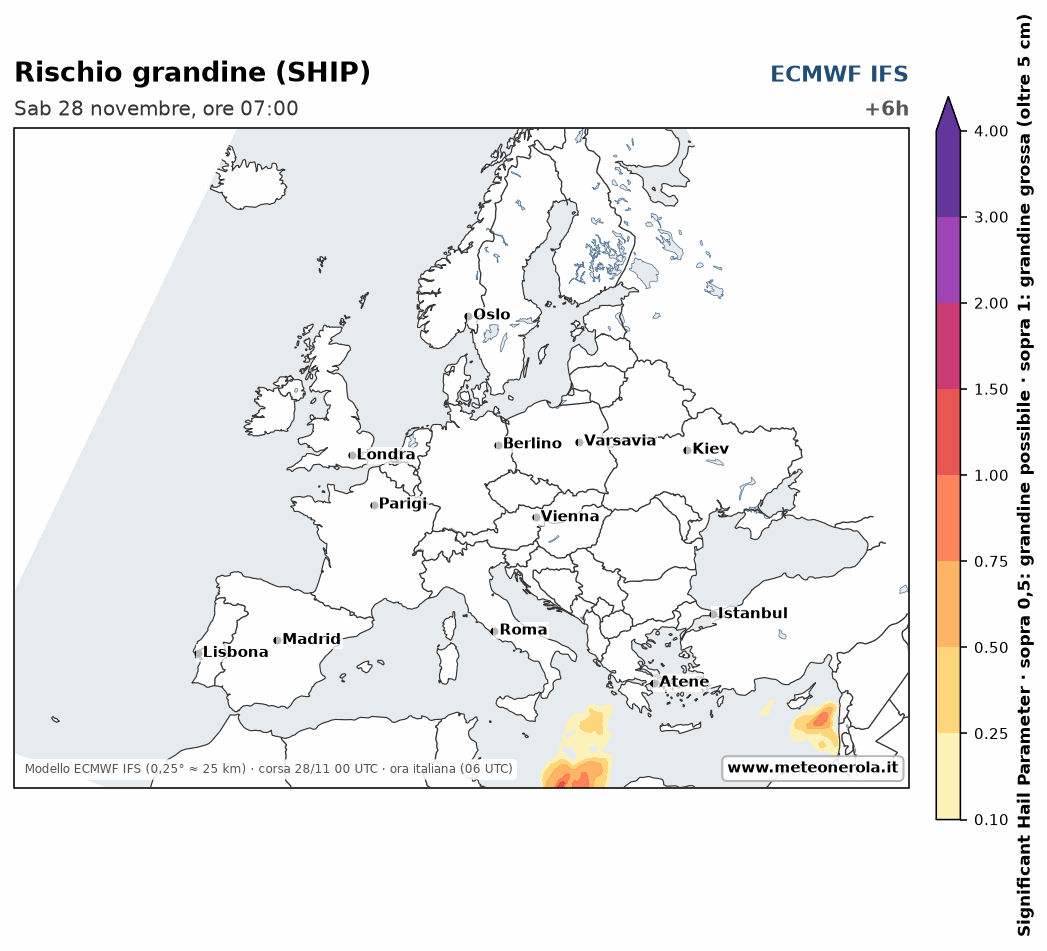 Rischio grandine (SHIP)
ECMWF IFS
Sab 28 novembre, ore 07:00
+6h
Oslo
Berlino
Varsavia
Kiev
Londra
Parigi
Vienna
Istanbul
Roma
Madrid
Lisbona
Atene
Modello ECMWF IFS (0,25° ≈ 25 km) · corsa 28/11 00 UTC · ora italiana (06 UTC)
www.meteonerola.it
4.00
3.00
2.00
1.50
1.00
0.75
0.50
0.25
0.10
Significant Hail Parameter · sopra 0,5: grandine possibile · sopra 1: grandine grossa (oltre 5 cm)